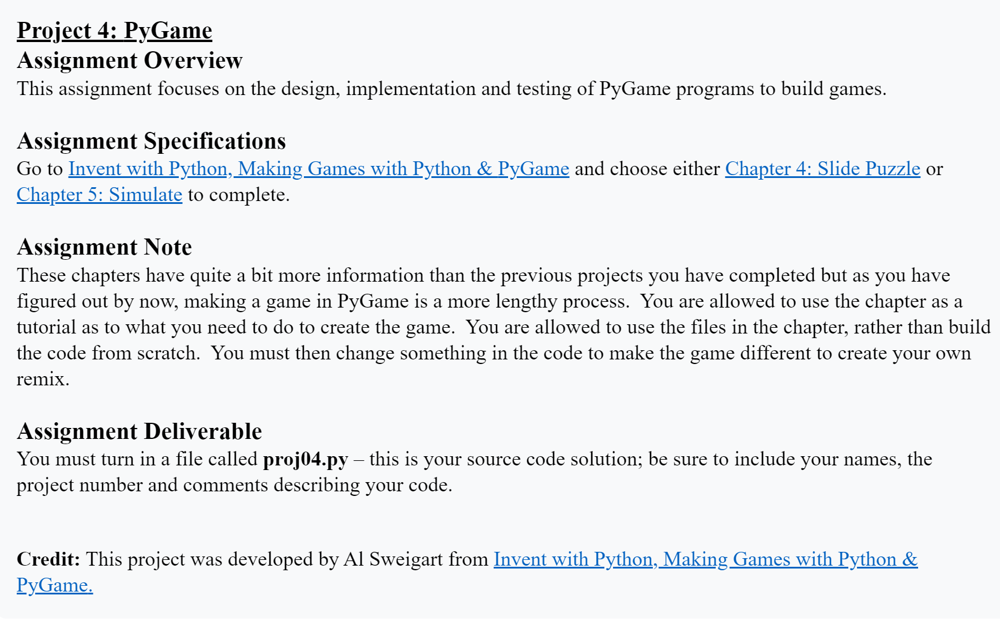 Project 4: PyGame
Assignment Overview
This assignment focuses on the design, implementation and testing of PyGame programs to build games.
Assignment Specifications
Go to Invent with Python, Making Games with Python & PyGame and choose either Chapter 4: Slide Puzzle or
Chapter 5: Simulate to complete.
Assignment Note
These chapters have quite a bit more information than the previous projects you have completed but as you have
figured out by now, making a game in PyGame is a more lengthy process.  You are allowed to use the chapter as a
tutorial as to what you need to do to create the game.  You are allowed to use the files in the chapter, rather than build
the code from scratch.  You must then change something in the code to make the game different to create your own
remix.
Assignment Deliverable
You must turn in a file called proj04.py – this is your source code solution; be sure to include your names, the
project number and comments describing your code.
Credit: This project was developed by Al Sweigart from Invent with Python, Making Games with Python &
PyGame.